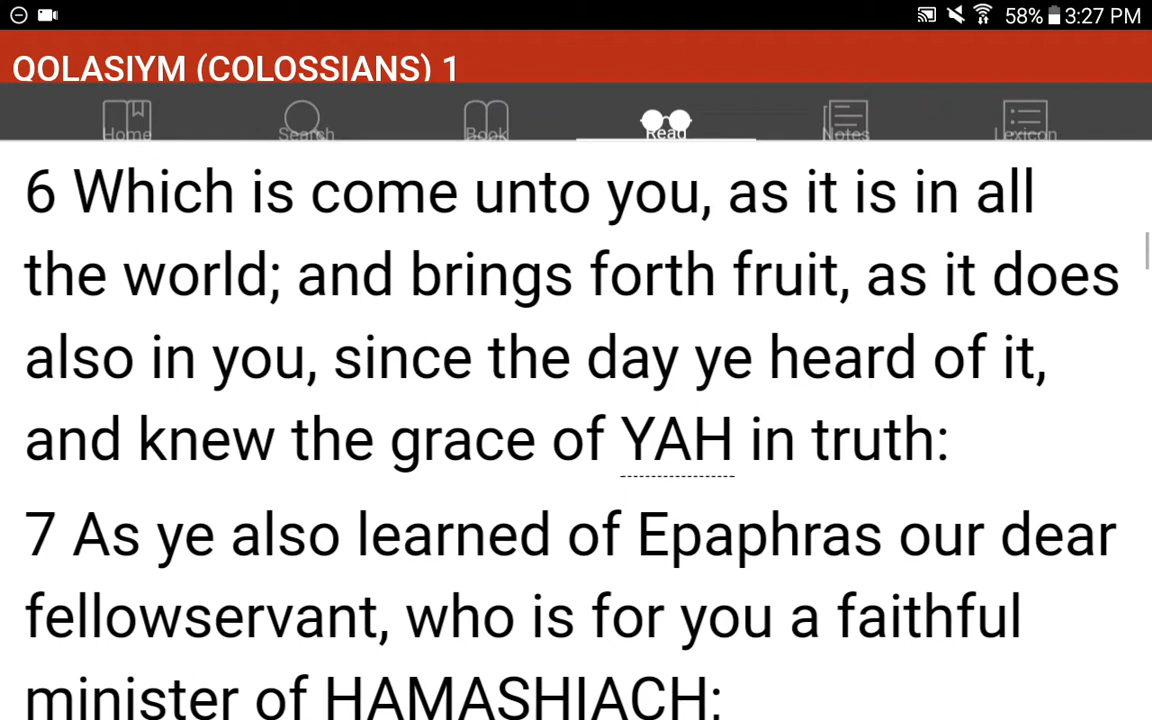 58% 3:27 PM
QOLASIYM (COLOSSIANS) 1
Home Search Book Read Notes Lexicon
6 Which is come unto you, as it is in all
the world; and brings forth fruit, as it does
also in you, since the day ye heard of it,
and knew the grace of YAH in truth:
7 As ye also learned of Epaphras our dear
fellowservant, who is for you a faithful
minister of HAMASHIACH;